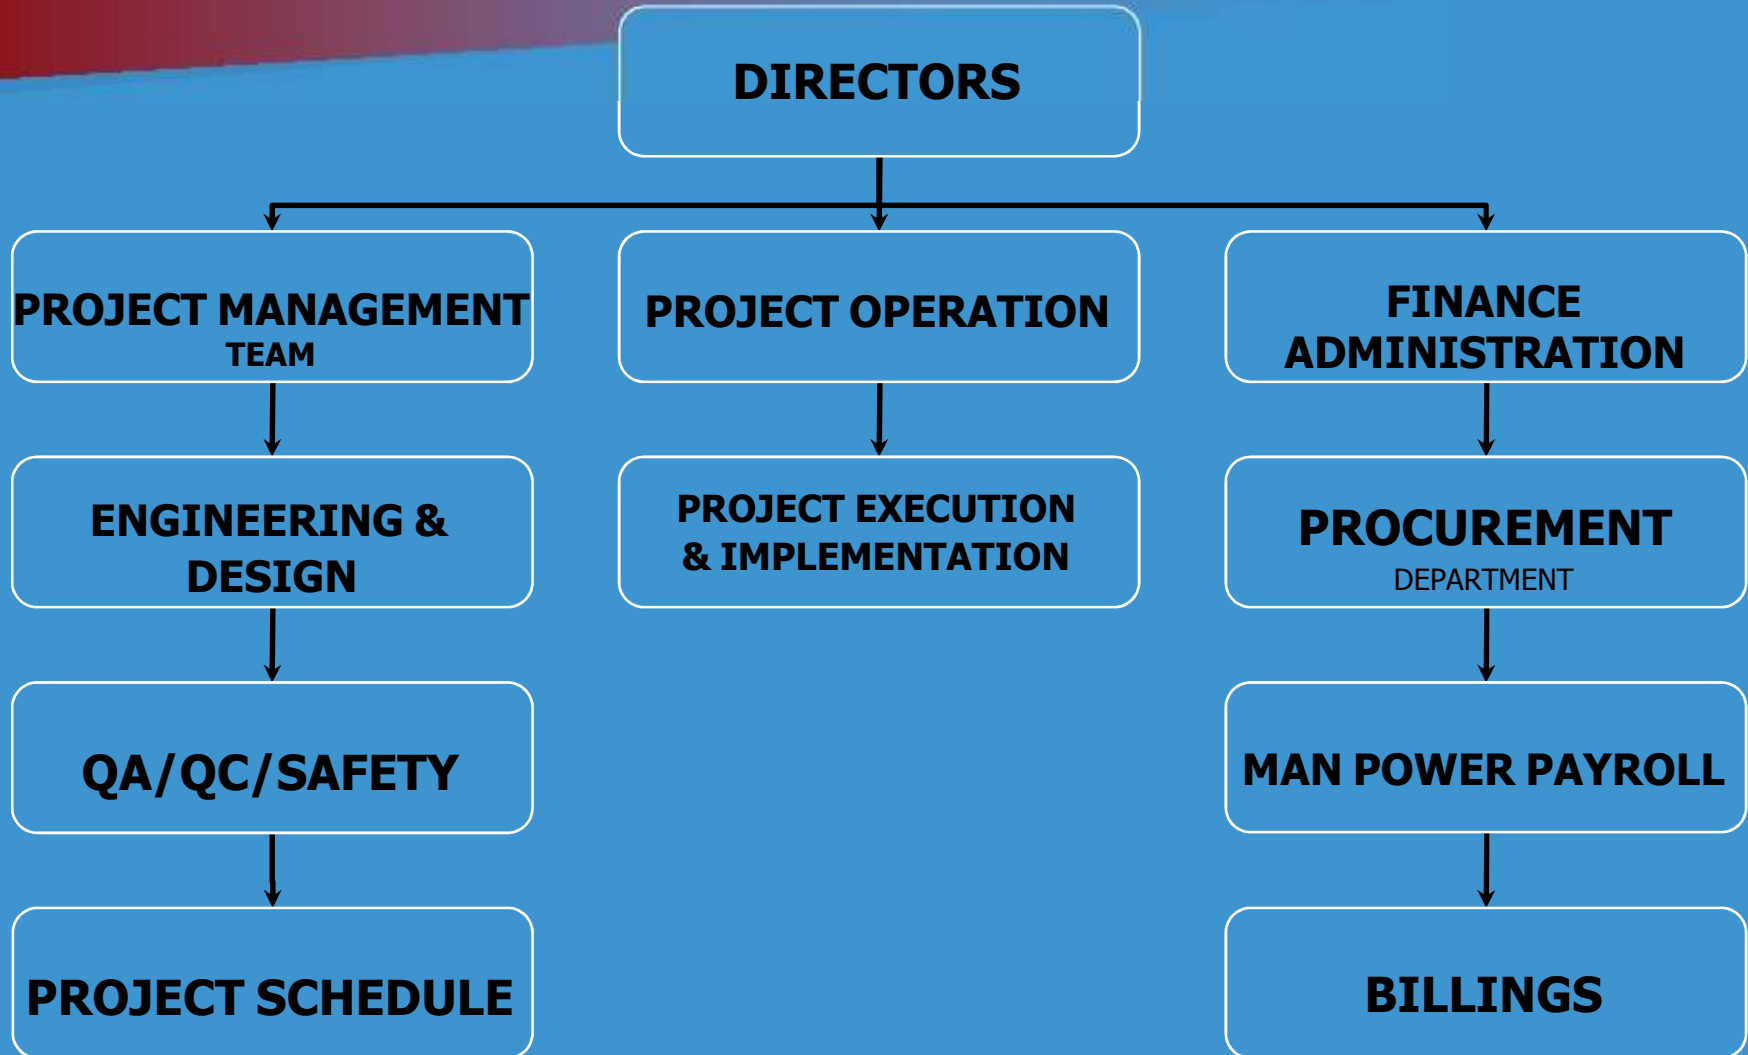 DIRECTORS
PROJECT MANAGEMENT
TEAM
PROJECT OPERATION
FINANCE
ADMINISTRATION
ENGINEERING &
DESIGN
PROJECT EXECUTION
& IMPLEMENTATION
PROCUREMENT
DEPARTMENT
QA/QC/SAFETY
MAN POWER PAYROLL
PROJECT SCHEDULE
BILLINGS